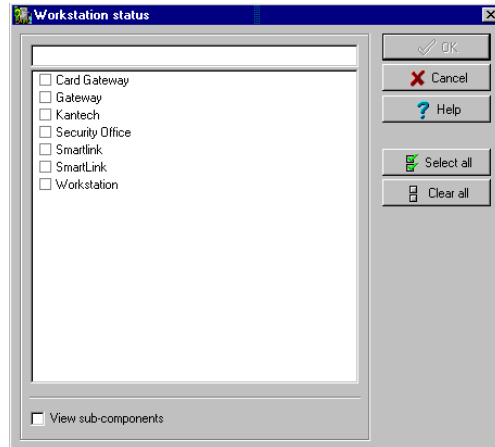 Workstation status
OK
Card Gateway
Gateway
Kantech
Security Office
Smartlink
SmartLink
Workstation
Cancel
Help
Select all
Clear all
View sub-components